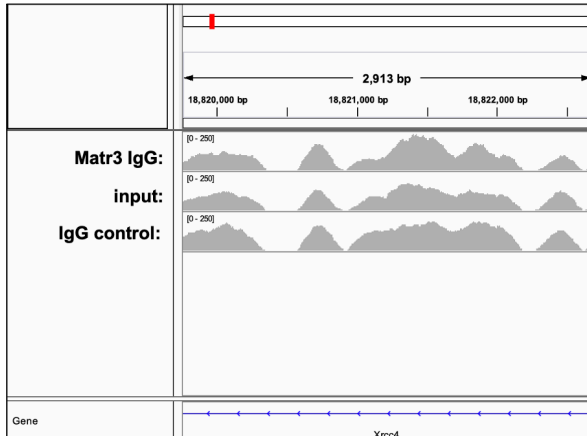 2,913 bp
18,820,000 bp 18,821,000 bp 18,822,000 bp
Matr3 IgG: [0 - 250]
input: [0 - 250]
IgG control: [0 - 250]
Gene
Xrcc4